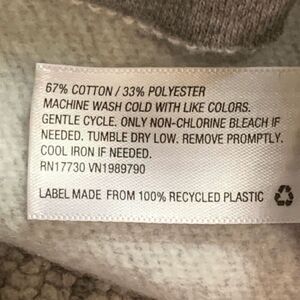 67% COTTON / 33% POLYESTER
MACHINE WASH COLD WITH LIKE COLORS.
GENTLE CYCLE. ONLY NON-CHLORINE BLEACH IF
NEEDED. TUMBLE DRY LOW. REMOVE PROMPTLY.
COOL IRON IF NEEDED.
RN17730 VN1989790
LABEL MADE FROM 100% RECYCLED PLASTIC